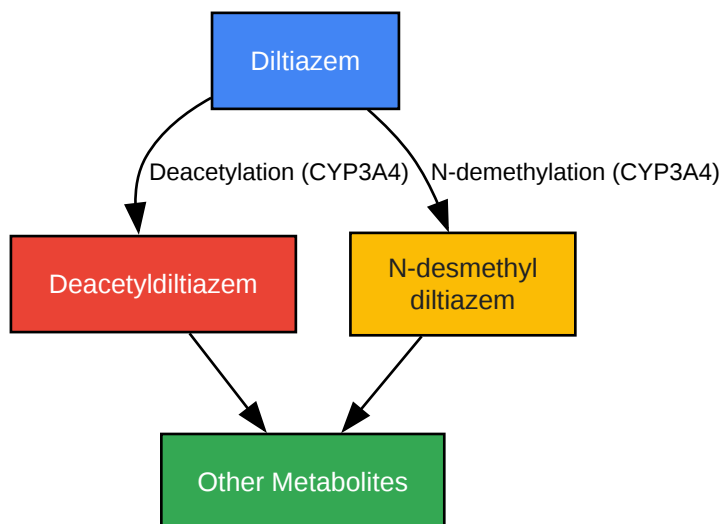 Diltiazem
Deacetylation (CYP3A4)
N-demethylation (CYP3A4)
Deacetyldiltiazem
N-desmethyl
diltiazem
Other Metabolites